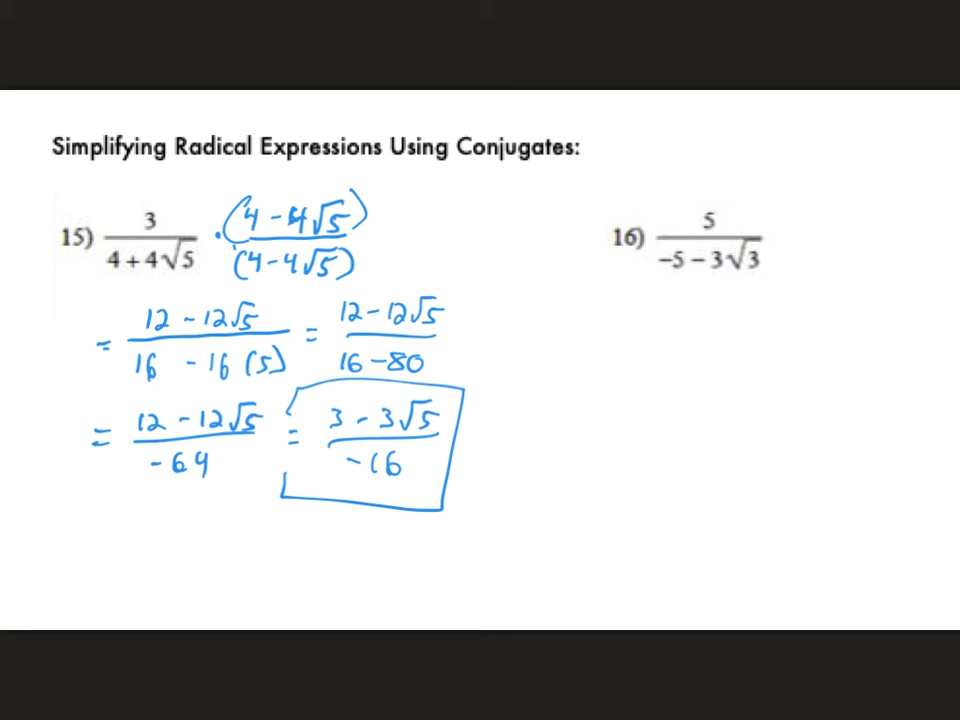 Simplifying Radical Expressions Using Conjugates:
15) 3/(4 + 4√5) · (4 - 4√5)/(4 - 4√5)
= (12 - 12√5)/(16 - 16(5)) = (12 - 12√5)/(16 - 80)
= (12 - 12√5)/-64 = (3 - 3√5)/-16
16) 5/(-5 - 3√3)